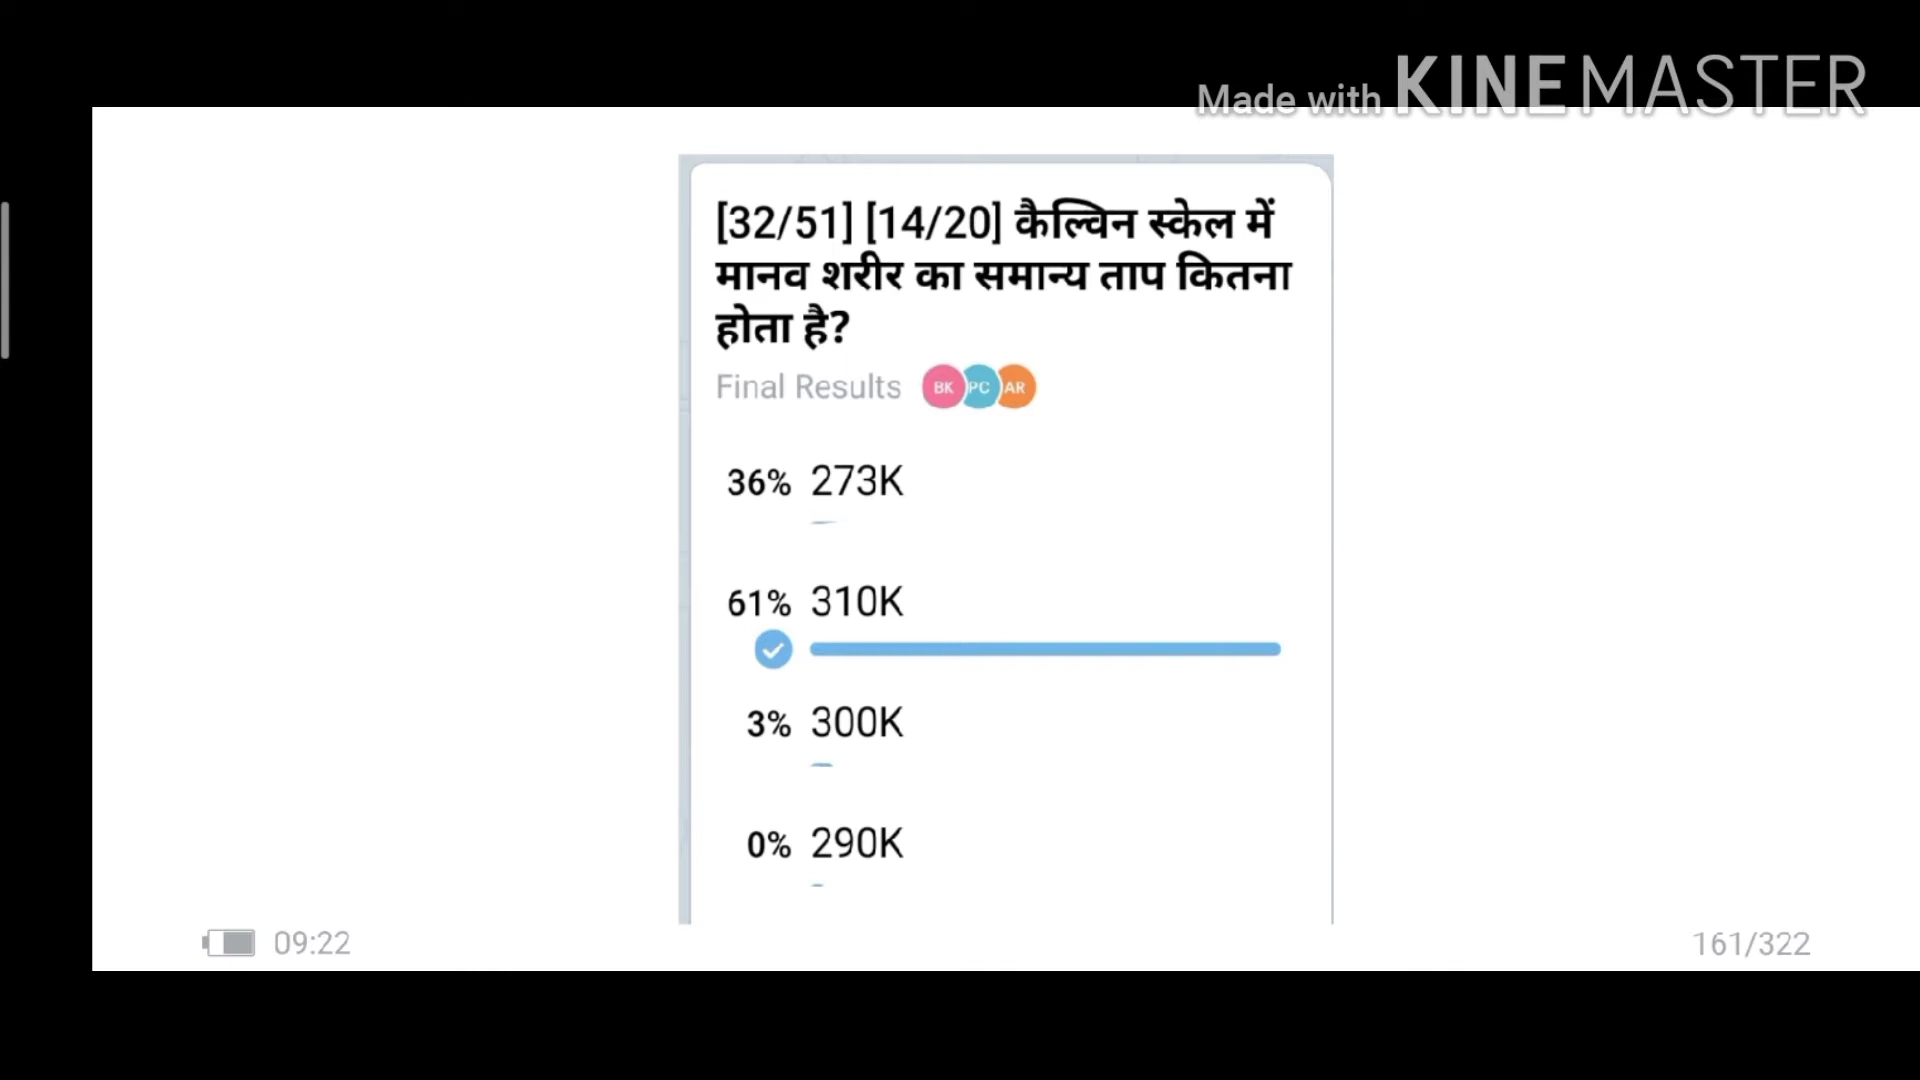 Made with KINEMASTER
[32/51] [14/20] कैल्विन स्केल में
मानव शरीर का समान्य ताप कितना
होता है?
Final Results BK PC AR
36% 273K
61% 310K
3% 300K
0% 290K
09:22
161/322